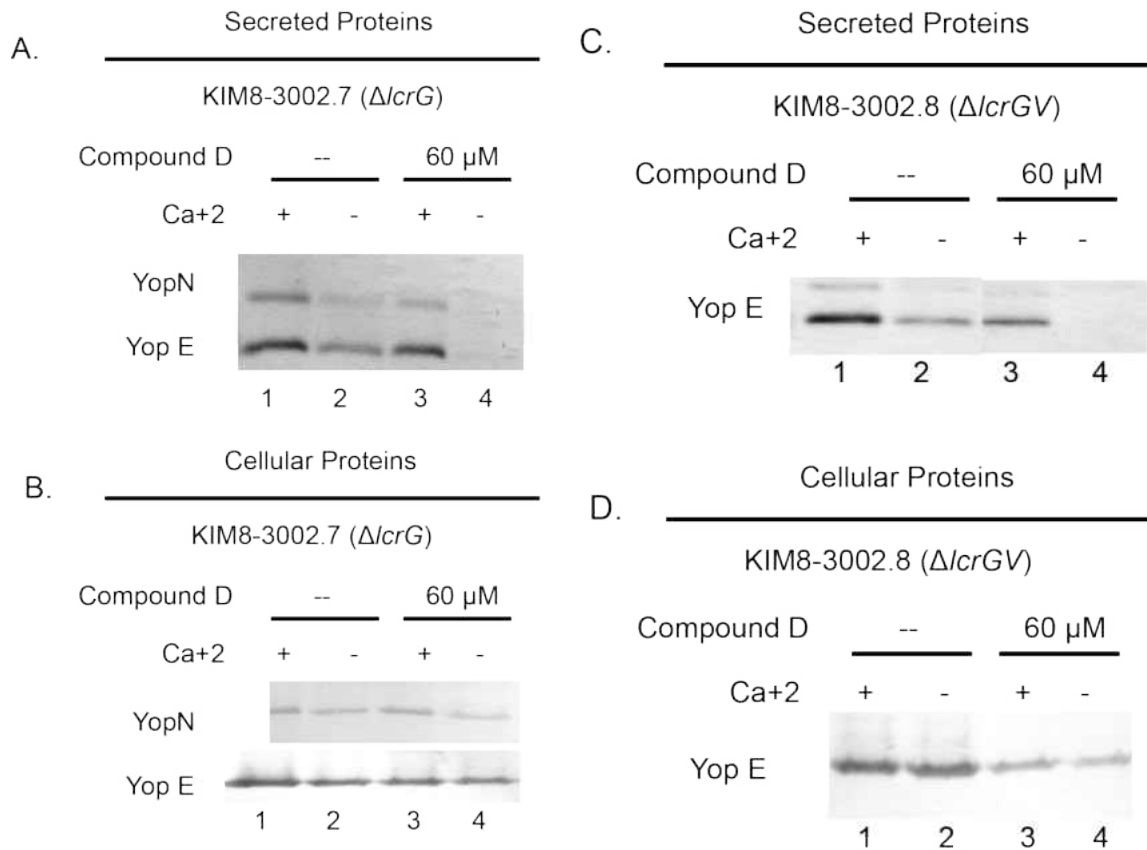 A.
Secreted Proteins
KIM8-3002.7 (ΔlcrG)
Compound D -- 60 µM
Ca+2 + - + -
YopN
Yop E
1 2 3 4
B.
Cellular Proteins
KIM8-3002.7 (ΔlcrG)
Compound D -- 60 µM
Ca+2 + - + -
YopN
Yop E
1 2 3 4
C.
Secreted Proteins
KIM8-3002.8 (ΔlcrGV)
Compound D -- 60 µM
Ca+2 + - + -
Yop E
1 2 3 4
D.
Cellular Proteins
KIM8-3002.8 (ΔlcrGV)
Compound D -- 60 µM
Ca+2 + - + -
Yop E
1 2 3 4